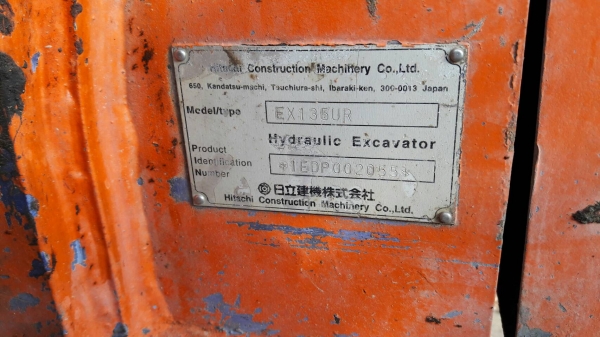 Hitachi Construction Machinery Co.,Ltd.
650, Kandatsu-machi, Tsuchiura-shi, Ibaraki-ken, 300-0013 Japan
Model/type EX135UR
Hydraulic Excavator
Product Identification Number
日立建機株式会社
Hitachi Construction Machinery Co.,Ltd.